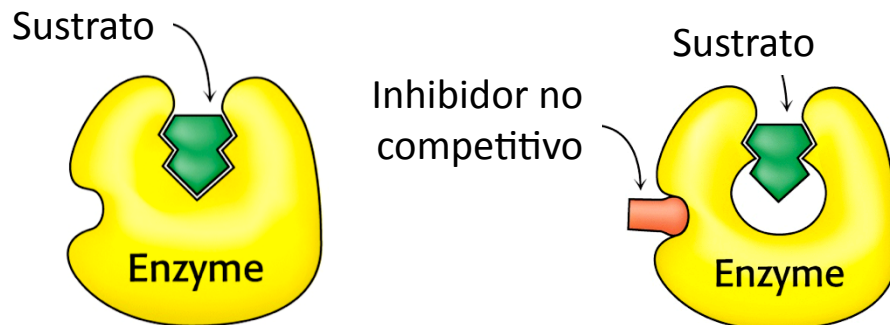 Sustrato
Enzyme
Inhibidor no
competitivo
Sustrato
Enzyme